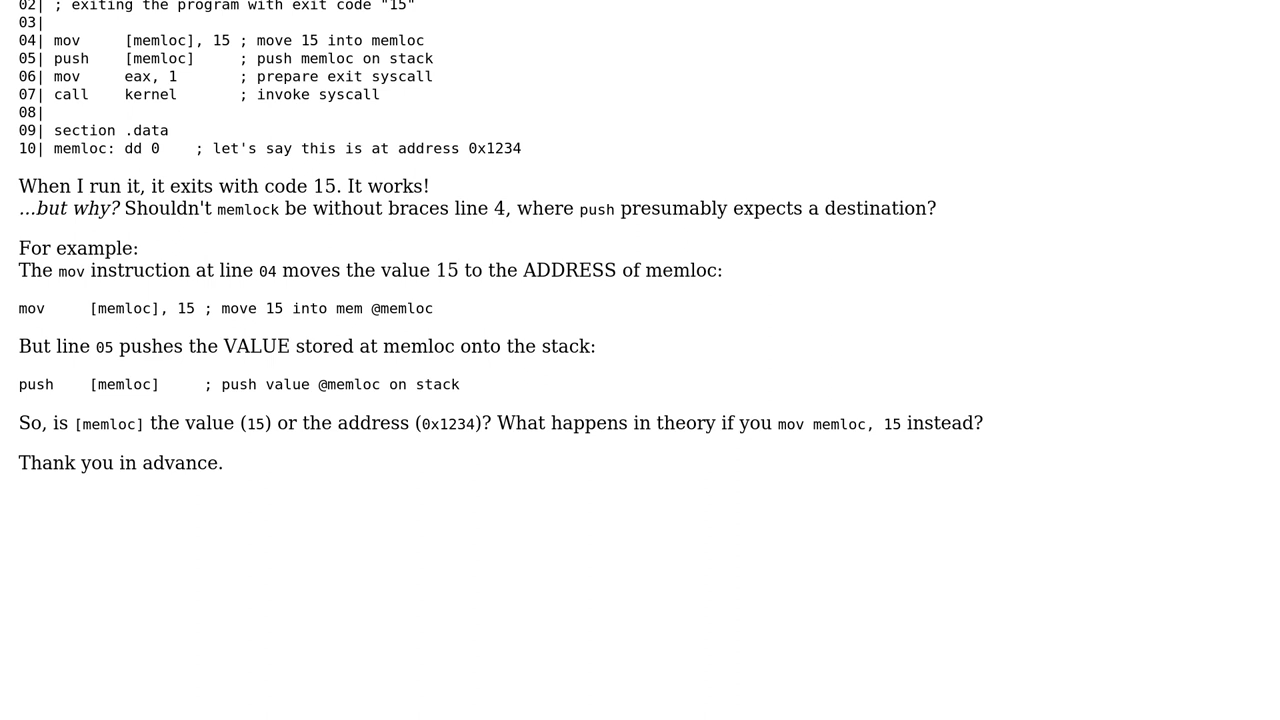 02| ; exiting the program with exit code "15"
03|
04| mov     [memloc], 15 ; move 15 into memloc
05| push    [memloc]     ; push memloc on stack
06| mov     eax, 1       ; prepare exit syscall
07| call    kernel       ; invoke syscall
08|
09| section .data
10| memloc: dd 0    ; let's say this is at address 0x1234
When I run it, it exits with code 15. It works!
...but why? Shouldn't memlock be without braces line 4, where push presumably expects a destination?
For example:
The mov instruction at line 04 moves the value 15 to the ADDRESS of memloc:
mov     [memloc], 15 ; move 15 into mem @memloc
But line 05 pushes the VALUE stored at memloc onto the stack:
push    [memloc]     ; push value @memloc on stack
So, is [memloc] the value (15) or the address (0x1234)? What happens in theory if you mov memloc, 15 instead?
Thank you in advance.